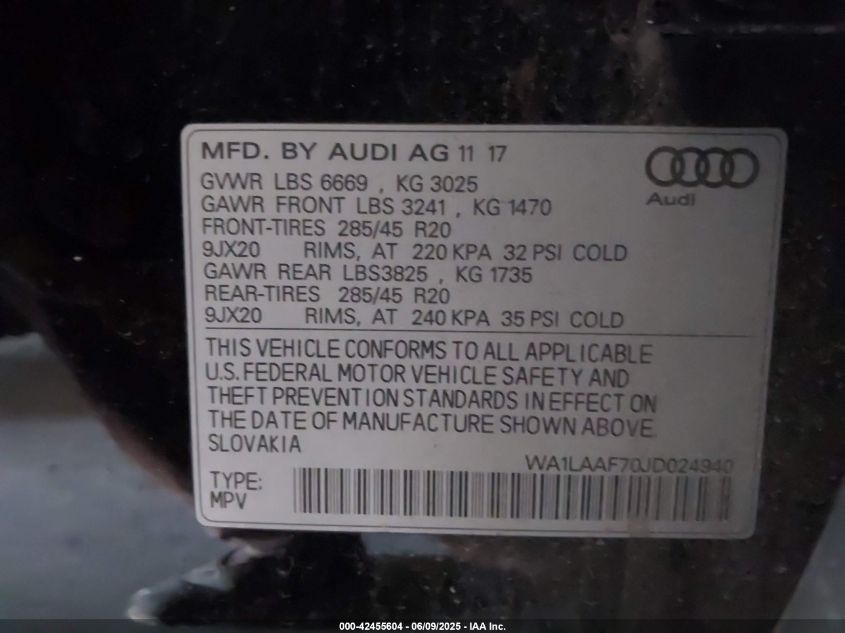 MFD. BY AUDI AG 11 17
Audi
GVWR LBS 6669 , KG 3025
GAWR FRONT LBS 3241 , KG 1470
FRONT-TIRES 285/45 R20
9JX20 RIMS, AT 220 KPA 32 PSI COLD
GAWR REAR LBS3825 , KG 1735
REAR-TIRES 285/45 R20
9JX20 RIMS, AT 240 KPA 35 PSI COLD
THIS VEHICLE CONFORMS TO ALL APPLICABLE
U.S. FEDERAL MOTOR VEHICLE SAFETY AND
THEFT PREVENTION STANDARDS IN EFFECT ON
THE DATE OF MANUFACTURE SHOWN ABOVE.
SLOVAKIA
WA1LAAF70JD024940
TYPE:
MPV
000-42455604 - 06/09/2025 - IAA Inc.